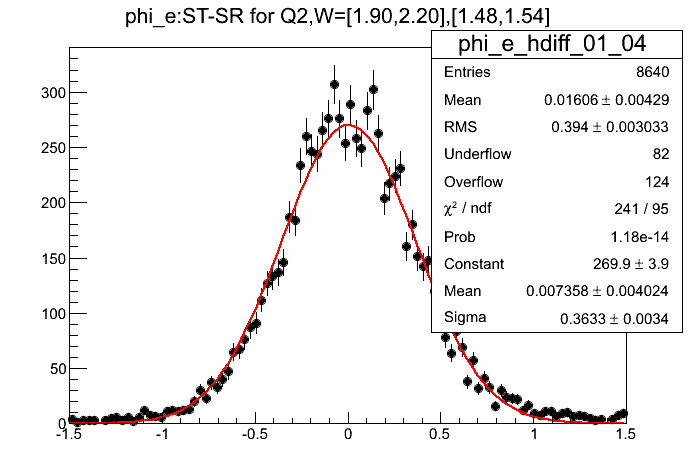 phi_e:ST-SR for Q2,W=[1.90,2.20],[1.48,1.54]
phi_e_hdiff_01_04
Entries 8640
Mean 0.01606 ± 0.00429
RMS 0.394 ± 0.003033
Underflow 82
Overflow 124
χ² / ndf 241 / 95
Prob 1.18e-14
Constant 269.9 ± 3.9
Mean 0.007358 ± 0.004024
Sigma 0.3633 ± 0.0034
300
250
200
150
100
50
0
-1.5 -1 -0.5 0 0.5 1 1.5